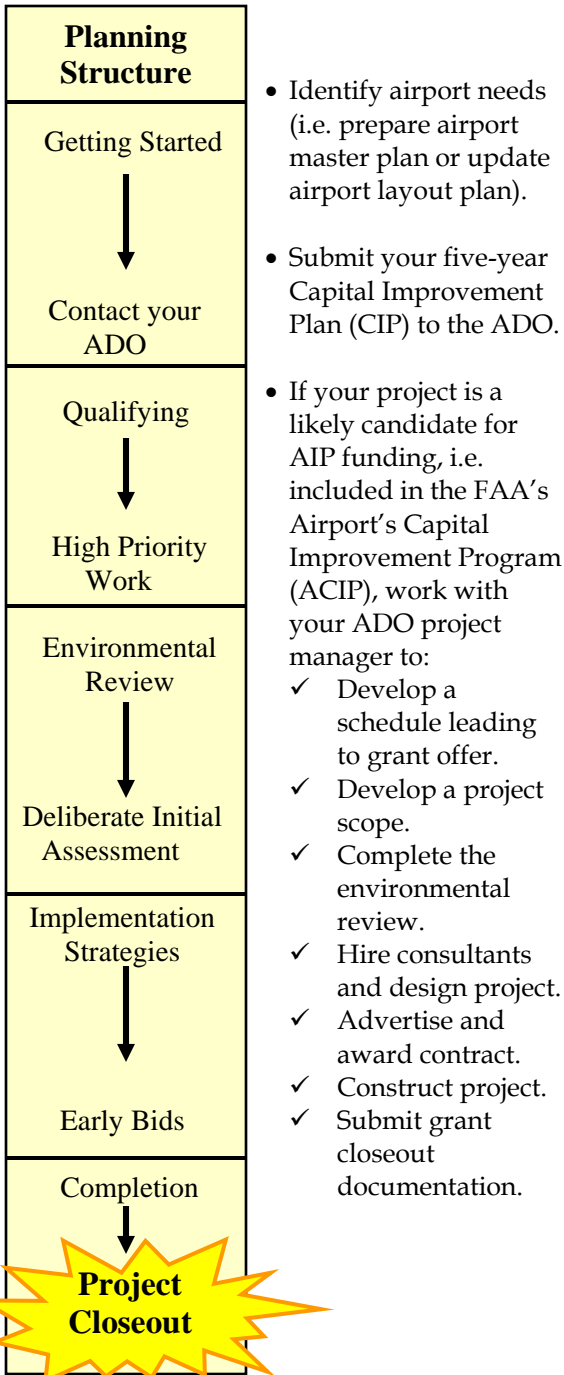 Planning
Structure
Getting Started
Contact your
ADO
Qualifying
High Priority
Work
Environmental
Review
Deliberate Initial
Assessment
Implementation
Strategies
Early Bids
Completion
Project
Closeout
• Identify airport needs
(i.e. prepare airport
master plan or update
airport layout plan).
• Submit your five-year
Capital Improvement
Plan (CIP) to the ADO.
• If your project is a
likely candidate for
AIP funding, i.e.
included in the FAA's
Airport's Capital
Improvement Program
(ACIP), work with
your ADO project
manager to:
✓ Develop a
schedule leading
to grant offer.
✓ Develop a project
scope.
✓ Complete the
environmental
review.
✓ Hire consultants
and design project.
✓ Advertise and
award contract.
✓ Construct project.
✓ Submit grant
closeout
documentation.